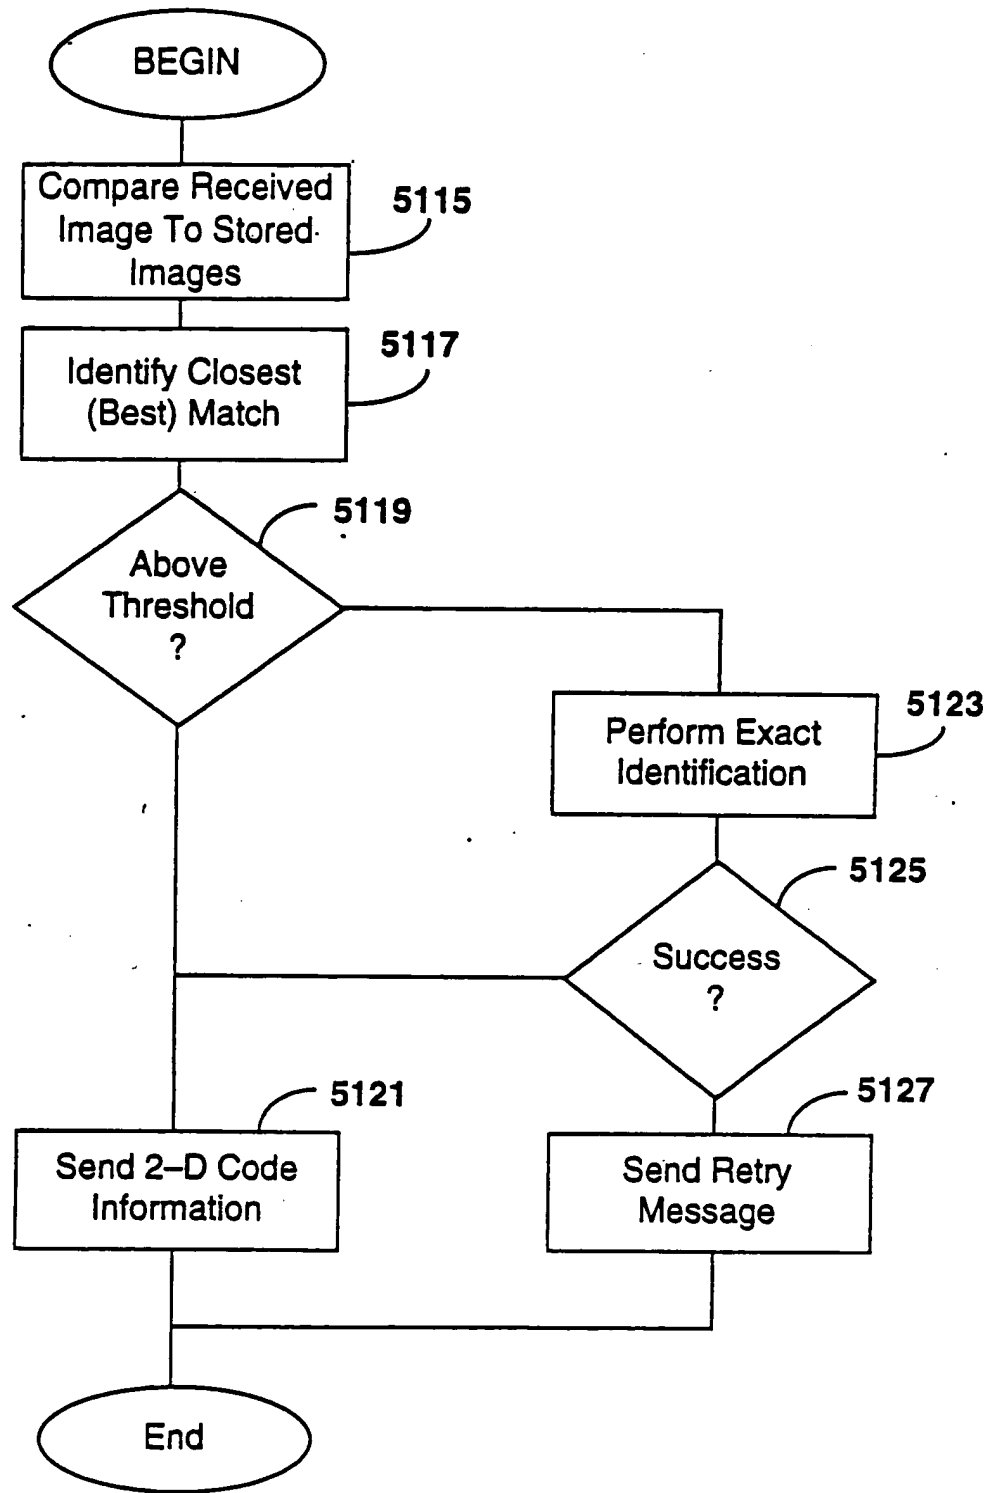 BEGIN
Compare Received
Image To Stored
Images
5115
Identify Closest
(Best) Match
5117
Above
Threshold
?
5119
Perform Exact
Identification
5123
Success
?
5125
Send 2–D Code
Information
5121
Send Retry
Message
5127
End